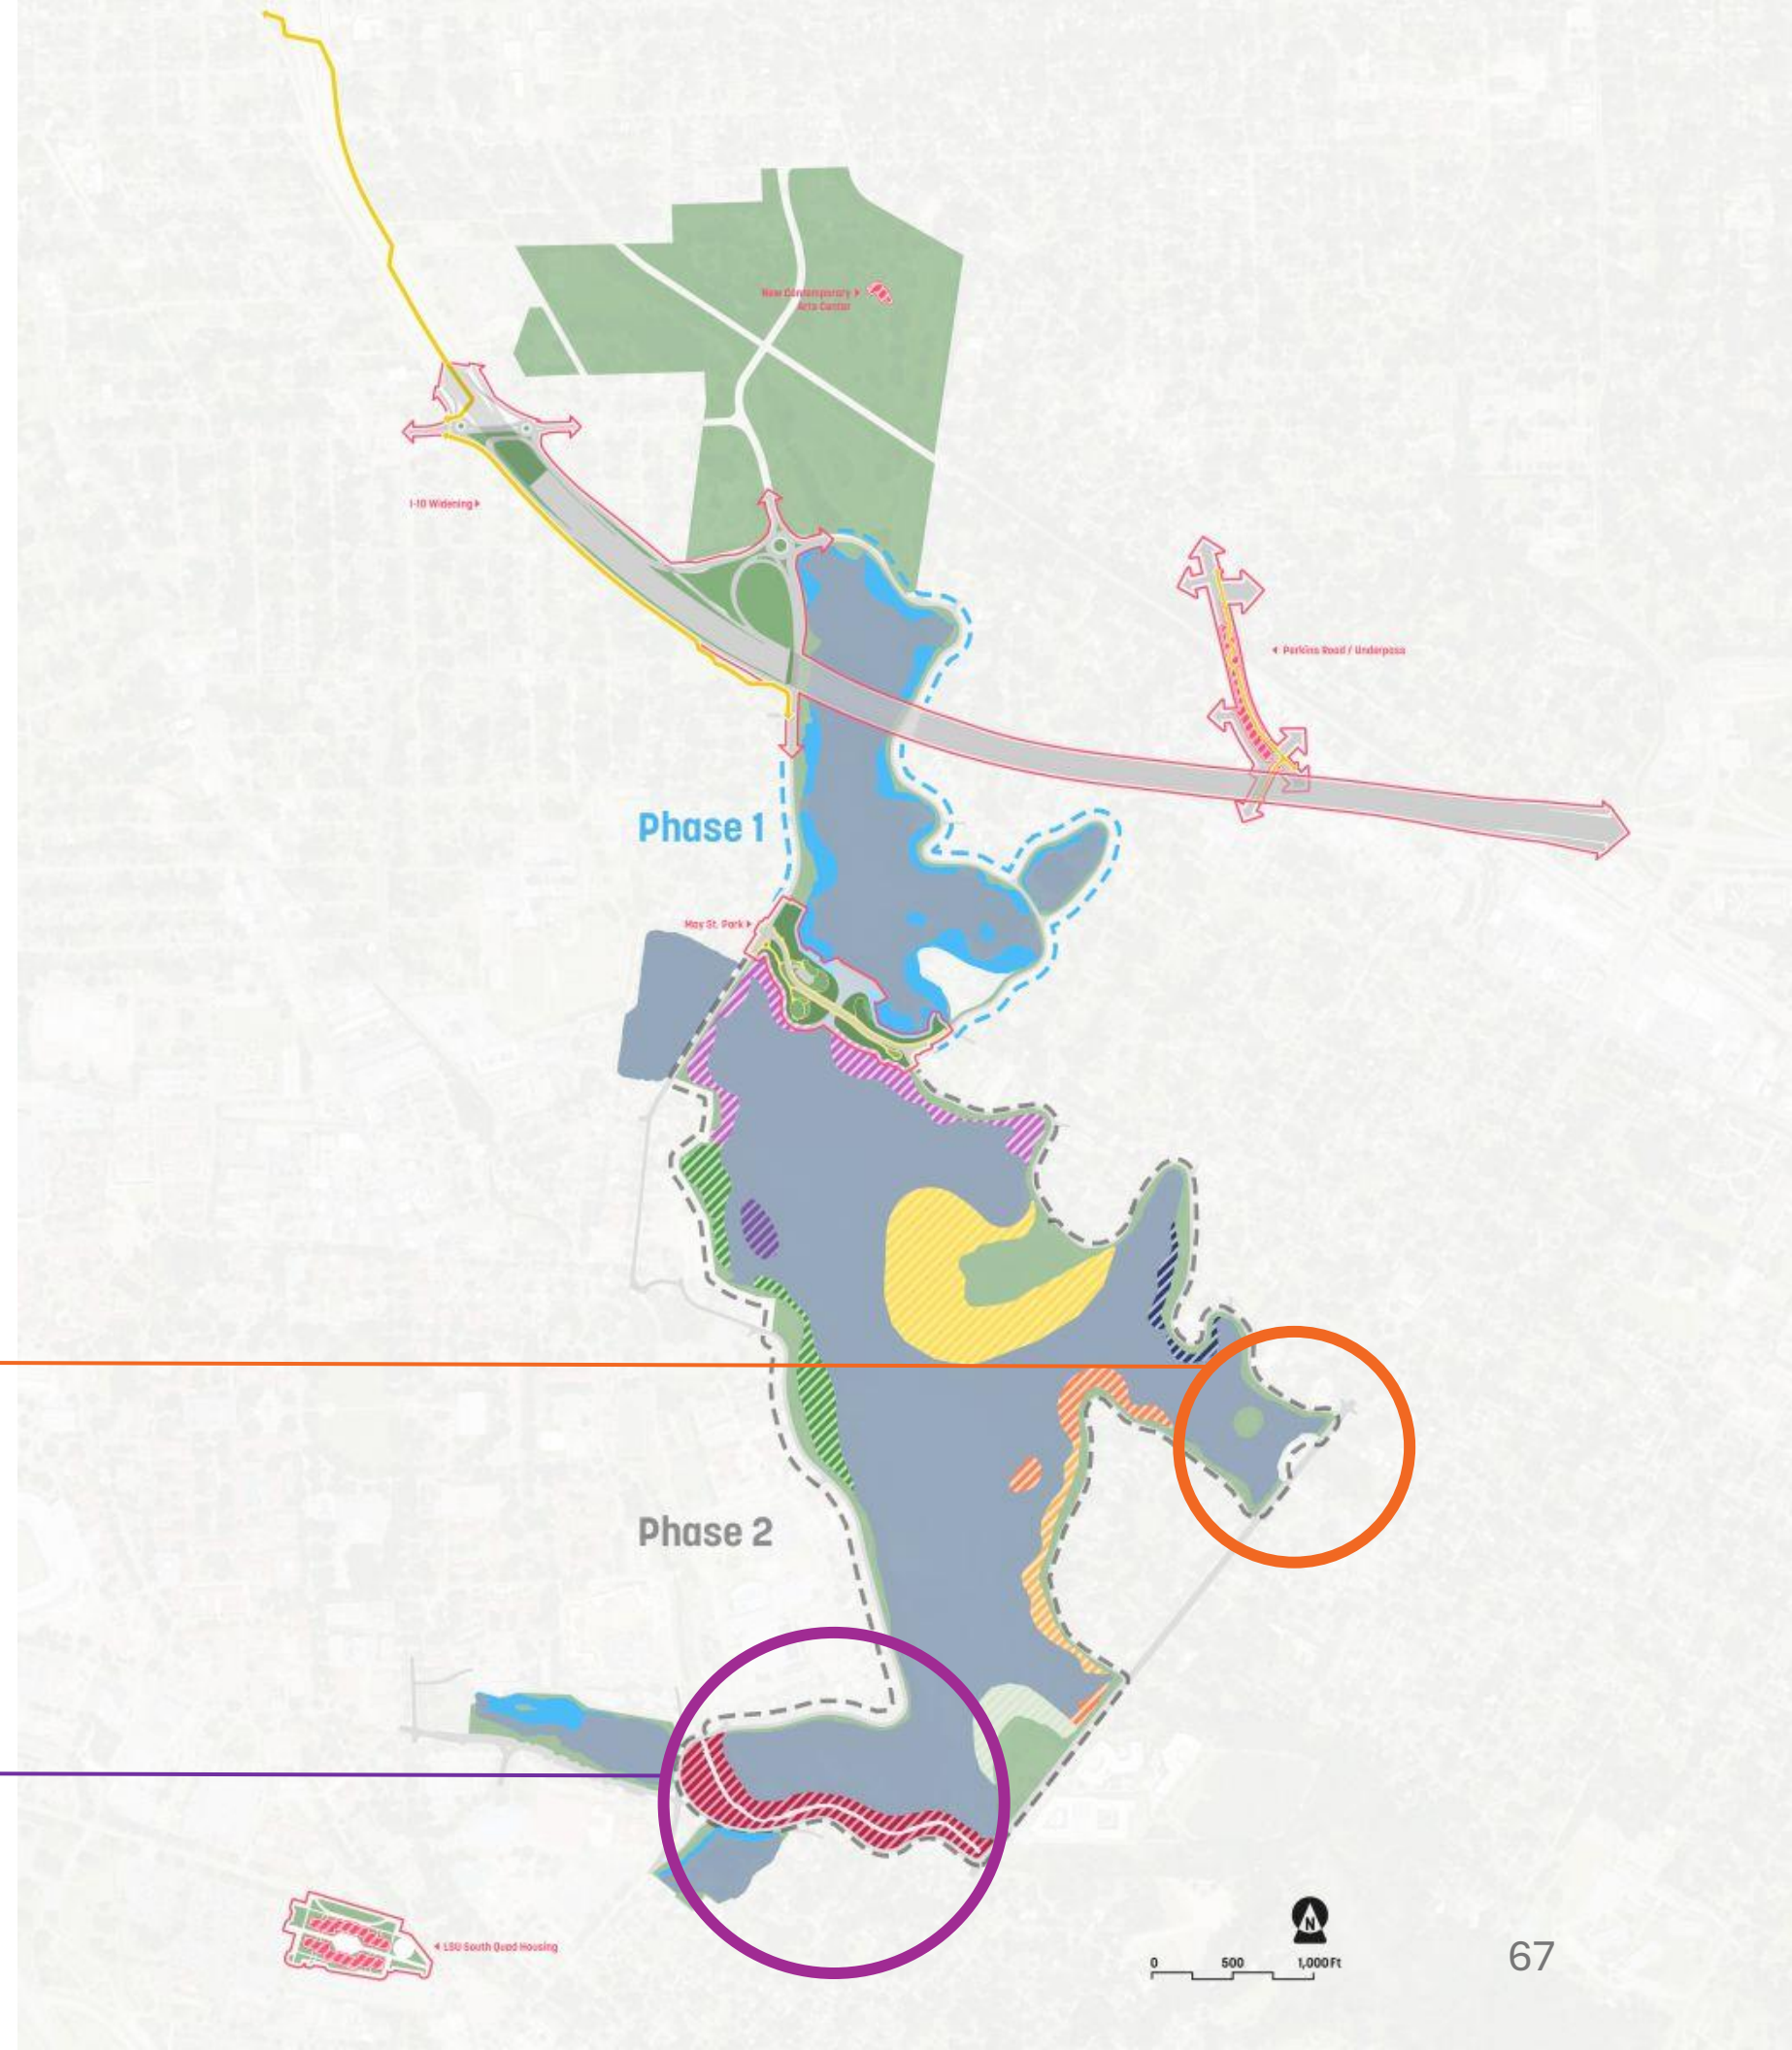 New Contemporary
Arts Center
I-10 Widening
Perkins Road / Underpass
Phase 1
May St. Park
Phase 2
LSU South Quad Housing
N
0 500 1,000 Ft
67